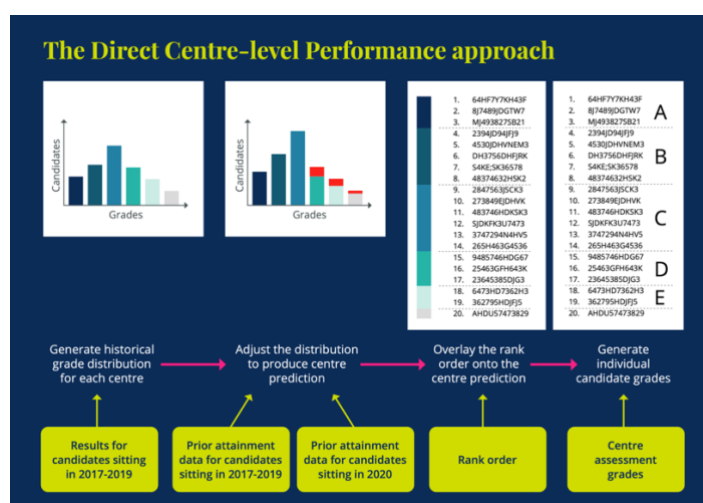 The Direct Centre-level Performance approach
Candidates
Grades
Candidates
Grades
1. 64HF7Y7KH43F
2. 8J7489JDGTW7
3. MJ4938275B21
4. 2394JD94JFJ9
5. 4530JDHVNEM3
6. DH3756DHFJRK
7. S4KE;SK36578
8. 48374632HSK2
9. 2847563JSCK3
10. 273849EJDHVK
11. 483746HDKSK3
12. SJDKFK3U7473
13. 3747294N4HV5
14. 265H463G4536
15. 9485746HDG67
16. 25463GFH643K
17. 23645385DJG3
18. 6473HD7362H3
19. 362795HDJFJS
20. AHDU57473829
1. 64HF7Y7KH43F
2. 8J7489JDGTW7
3. MJ4938275B21
A
4. 2394JD94JFJ9
5. 4530JDHVNEM3
6. DH3756DHFJRK
7. S4KE;SK36578
8. 48374632HSK2
B
9. 2847563JSCK3
10. 273849EJDHVK
11. 483746HDKSK3
12. SJDKFK3U7473
13. 3747294N4HV5
14. 265H463G4536
C
15. 9485746HDG67
16. 25463GFH643K
17. 23645385DJG3
D
18. 6473HD7362H3
19. 362795HDJFJS
E
20. AHDU57473829
Generate historical
grade distribution
for each centre
Adjust the distribution
to produce centre
prediction
Overlay the rank
order onto the
centre prediction
Generate
individual
candidate grades
Results for
candidates sitting
in 2017-2019
Prior attainment
data for candidates
sitting in 2017-2019
Prior attainment
data for candidates
sitting in 2020
Rank order
Centre
assessment
grades